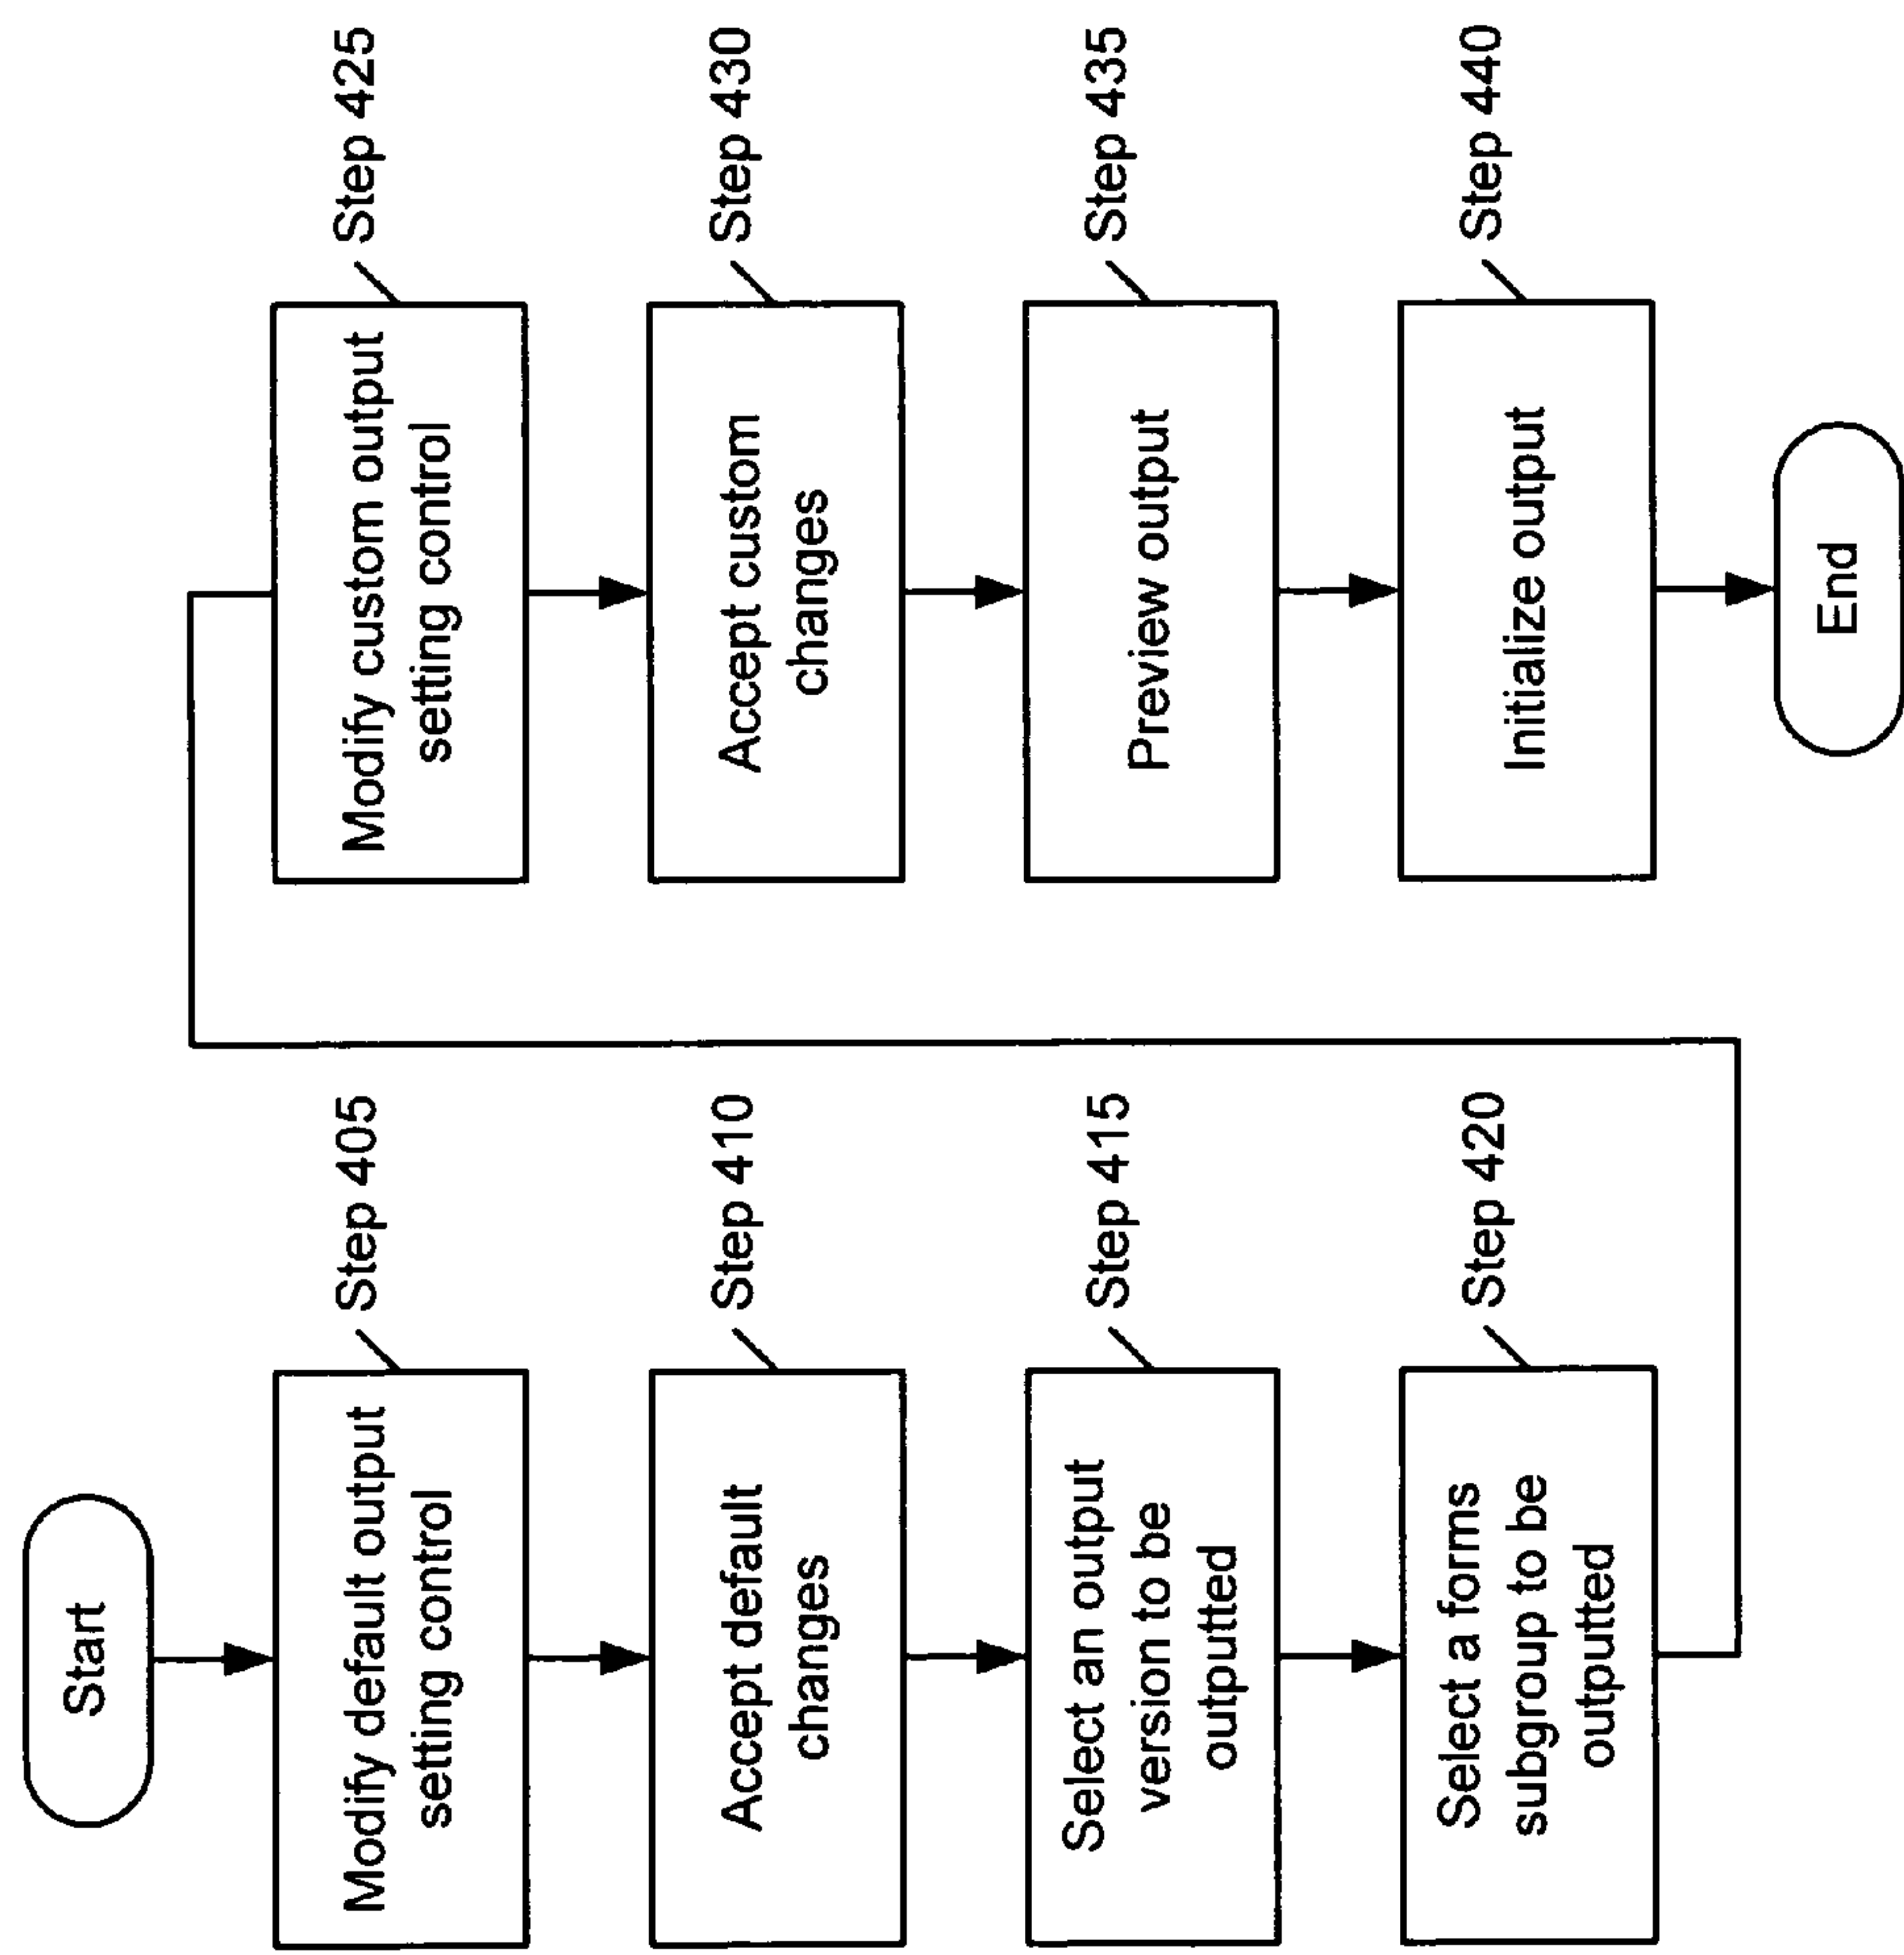 Start
Modify default output
setting control
Step 405
Accept default
changes
Step 410
Select an output
version to be
outputted
Step 415
Select a forms
subgroup to be
outputted
Step 420
Modify custom output
setting control
Step 425
Accept custom
changes
Step 430
Preview output
Step 435
Initialize output
Step 440
End